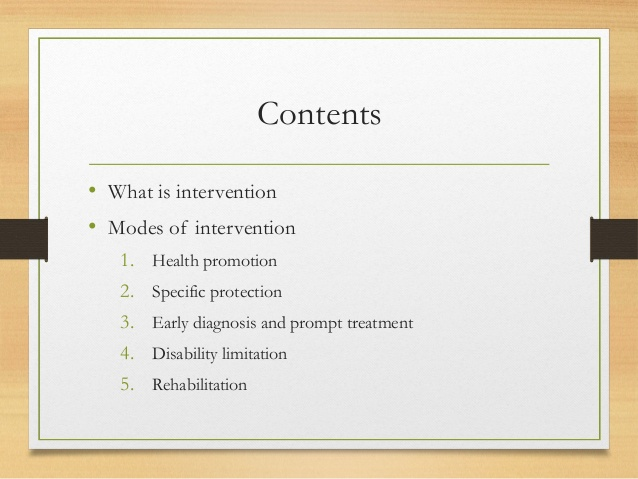 Contents
• What is intervention
• Modes of intervention
1. Health promotion
2. Specific protection
3. Early diagnosis and prompt treatment
4. Disability limitation
5. Rehabilitation